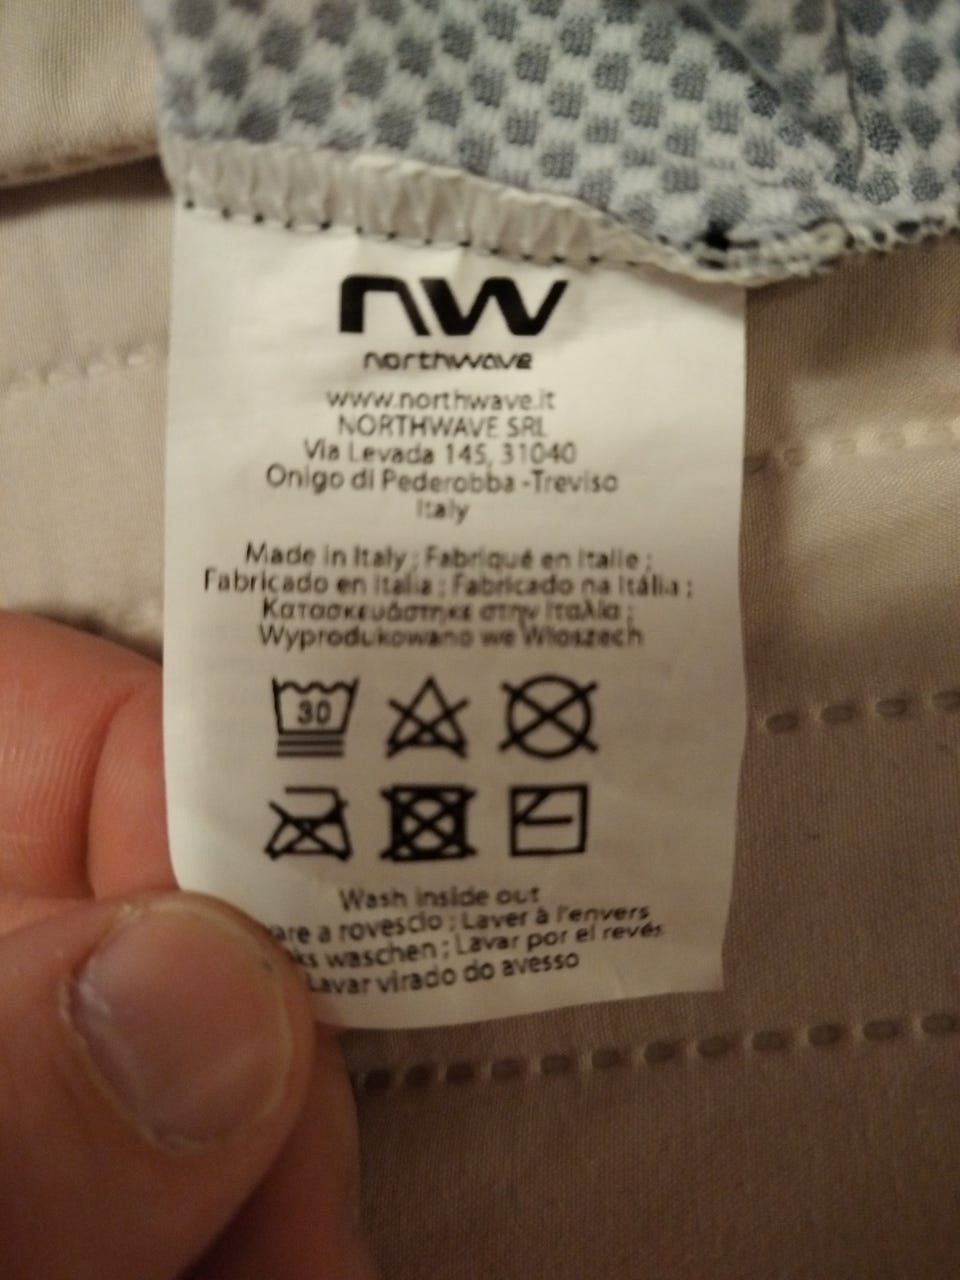 nw
northwave
www.northwave.it
NORTHWAVE SRL
Via Levada 145, 31040
Onigo di Pederobba -Treviso
Italy
Made in Italy ; Fabriqué en Italie ;
Fabricado en Italia ; Fabricado na Itália ;
Κατασκευάστηκε στην Ιταλία ;
Wyprodukowano we Włoszech
30
Wash inside out
a rovescio ; Laver à l'envers
waschen ; Lavar por el revés
Lavar virado do avesso